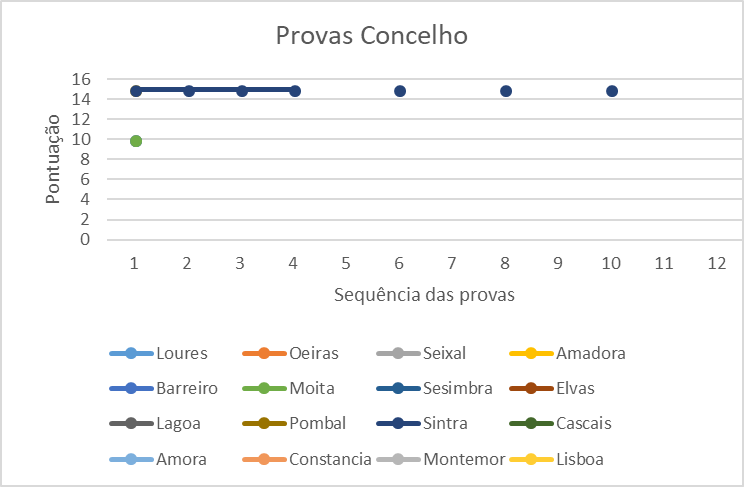 Provas Concelho
16
14
12
10
8
6
4
2
0
Pontuação
1 2 3 4 5 6 7 8 9 10 11 12
Sequência das provas
Loures Oeiras Seixal Amadora
Barreiro Moita Sesimbra Elvas
Lagoa Pombal Sintra Cascais
Amora Constancia Montemor Lisboa